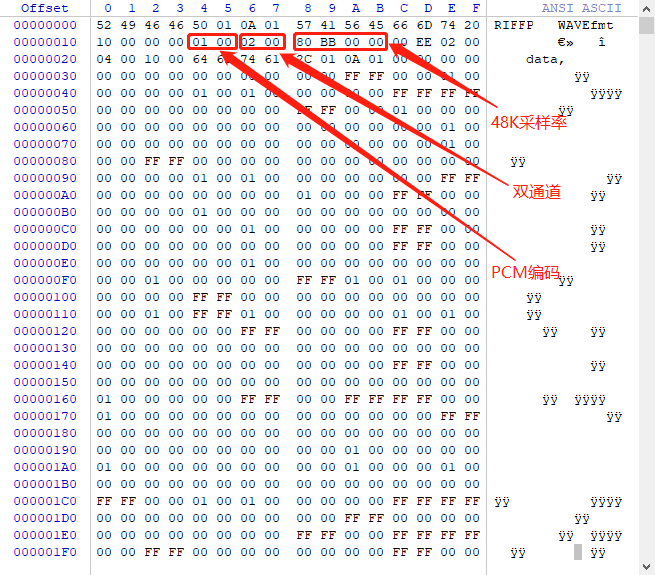 Offset 0 1 2 3 4 5 6 7 8 9 A B C D E F ANSI ASCII
00000000 52 49 46 46 50 01 0A 01 57 41 56 45 66 6D 74 20 RIFFP WAVEfmt
00000010 10 00 00 00 01 00 02 00 80 BB 00 00 00 EE 02 00 €» î
00000020 04 00 10 00 64 61 74 61 2C 01 0A 01 00 00 00 00 data,
00000030 00 00 00 00 00 00 00 00 00 00 FF FF 00 00 01 00 ÿÿ
00000040 00 00 00 00 01 00 01 00 00 00 00 00 FF FF FF FF ÿÿÿÿ
00000050 00 00 00 00 00 00 00 00 FF FF 00 00 01 00 00 00 ÿÿ
48K采样率
00000060 00 00 00 00 00 00 00 00 00 00 00 00 00 00 01 00
00000070 00 00 00 00 00 00 00 00 00 00 00 00 00 00 01 00
00000080 00 00 FF FF 00 00 00 00 00 00 00 00 00 00 00 00 ÿÿ
00000090 00 00 00 00 01 00 01 00 00 00 00 00 00 00 FF FF ÿÿ
双通道
000000A0 00 00 00 00 00 00 00 00 01 00 00 00 FF FF 00 00 ÿÿ
000000B0 00 00 00 00 01 00 00 00 00 00 00 00 00 00 00 00
000000C0 00 00 00 00 00 00 01 00 00 00 00 00 FF FF 00 00 ÿÿ
000000D0 00 00 00 00 00 00 00 00 00 00 00 00 FF FF 00 00 ÿÿ
000000E0 00 00 00 00 00 00 01 00 00 00 00 00 00 00 00 00
PCM编码
000000F0 00 00 01 00 00 00 00 00 FF FF 01 00 01 00 00 00 ÿÿ
00000100 00 00 00 00 FF FF 00 00 00 00 00 00 00 00 00 00 ÿÿ
00000110 00 00 01 00 FF FF 01 00 00 00 00 00 01 00 01 00 ÿÿ
00000120 00 00 00 00 00 00 FF FF 00 00 00 00 FF FF 00 00 ÿÿ ÿÿ
00000130 00 00 00 00 00 00 00 00 00 00 00 00 00 00 00 00
00000140 00 00 00 00 00 00 00 00 00 00 00 00 FF FF 00 00 ÿÿ
00000150 00 00 00 00 00 00 00 00 00 00 00 00 00 00 00 00
00000160 01 00 00 00 00 00 FF FF 00 00 FF FF FF FF 00 00 ÿÿ ÿÿÿÿ
00000170 01 00 00 00 00 00 00 00 00 00 00 00 00 00 FF FF ÿÿ
00000180 00 00 00 00 00 00 00 00 00 00 00 00 00 00 00 00
00000190 00 00 00 00 00 00 00 00 00 00 01 00 00 00 00 00
000001A0 01 00 00 00 00 00 00 00 00 00 01 00 00 00 01 00
000001B0 00 00 00 00 00 00 00 00 00 00 00 00 00 00 00 00
000001C0 FF FF 00 00 01 00 01 00 00 00 00 00 FF FF FF FF ÿÿ ÿÿÿÿ
000001D0 00 00 00 00 00 00 00 00 00 00 FF FF 00 00 00 00 ÿÿ
000001E0 00 00 00 00 00 00 00 00 FF FF 00 00 FF FF FF FF ÿÿ ÿÿÿÿ
000001F0 00 00 FF FF 00 00 00 00 00 00 00 00 FF FF 00 00 ÿÿ ÿÿ